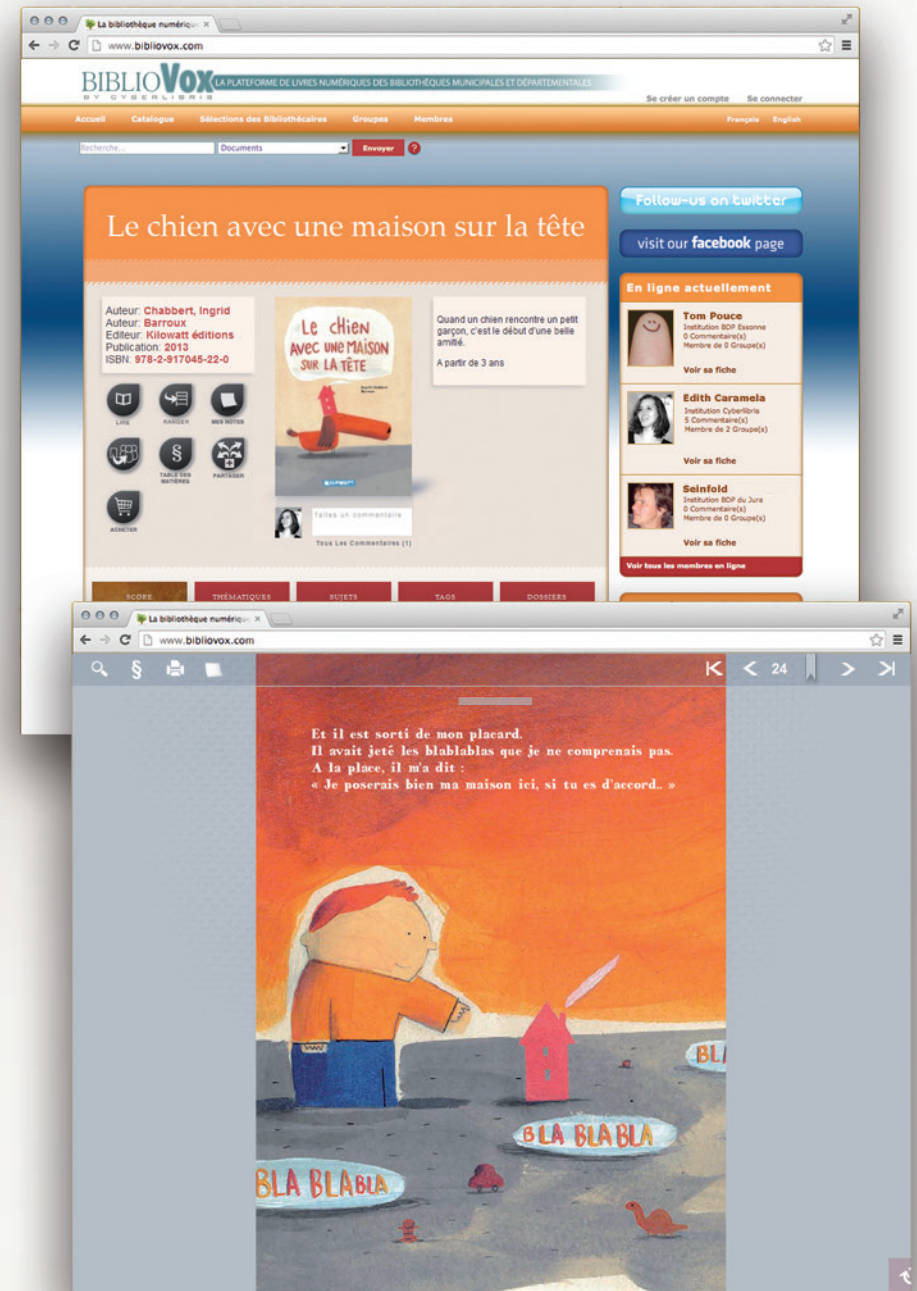 La bibliothèque numériqu
www.bibliovox.com
BIBLIOVOX
BY CYBERLIBRIS
LA PLATEFORME DE LIVRES NUMÉRIQUES DES BIBLIOTHÈQUES MUNICIPALES ET DÉPARTEMENTALES
Se créer un compte Se connecter
Accueil Catalogue Sélections des Bibliothécaires Groupes Membres Français English
Recherche... Documents Envoyer ?
Le chien avec une maison sur la tête
Auteur: Chabbert, Ingrid
Auteur: Barroux
Editeur: Kilowatt éditions
Publication: 2013
ISBN: 978-2-917045-22-0
LIRE RANGER MES NOTES
§
TABLE DES MATIÈRES PARTAGER
ACHETER
Le chien
avec une maison
sur la tête
Ingrid Chabbert
Barroux
KILOWATT
Quand un chien rencontre un petit
garçon, c'est le début d'une belle
amitié.
A partir de 3 ans
faites un commentaire
Tous Les Commentaires (1)
SCORE THÉMATIQUES SUJETS TAGS DOSSIERS
Follow-us on twitter
visit our facebook page
En ligne actuellement
Tom Pouce
Institution BDP Essonne
0 Commentaire(s)
Membre de 0 Groupe(s)
Voir sa fiche
Edith Caramela
Institution Cyberlibris
5 Commentaire(s)
Membre de 2 Groupe(s)
Voir sa fiche
Seinfold
Institution BDP du Jura
0 Commentaire(s)
Membre de 0 Groupe(s)
Voir sa fiche
Voir tous les membres en ligne
La bibliothèque numériqu
www.bibliovox.com
§ 24
Et il est sorti de mon placard.
Il avait jeté les blablablas que je ne comprenais pas.
A la place, il m'a dit :
« Je poserais bien ma maison ici, si tu es d'accord.. »
BL
BLA BLA BLA
BLA BLA BLA